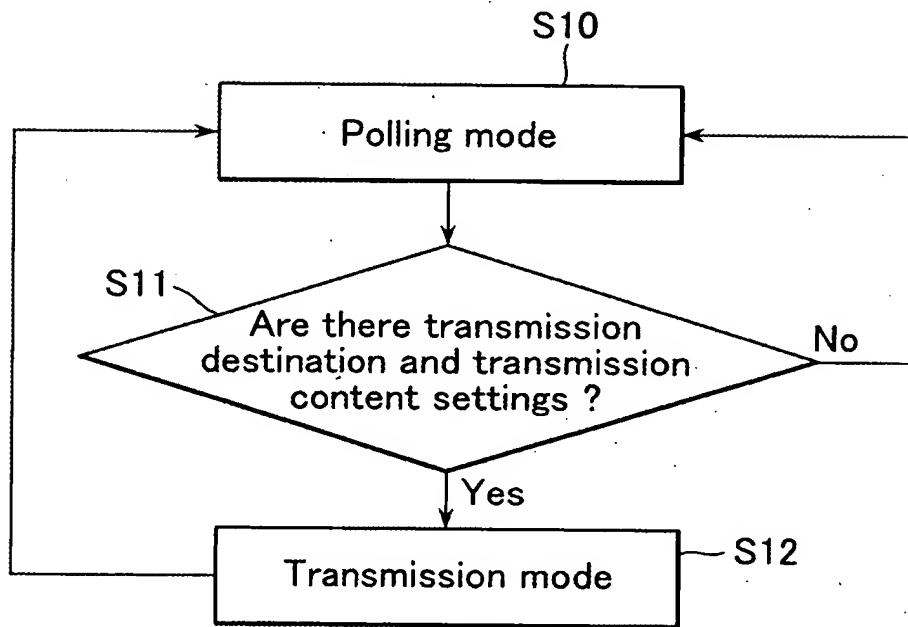 S10
Polling mode
S11
Are there transmission
destination and transmission
content settings ?
No
Yes
Transmission mode
S12